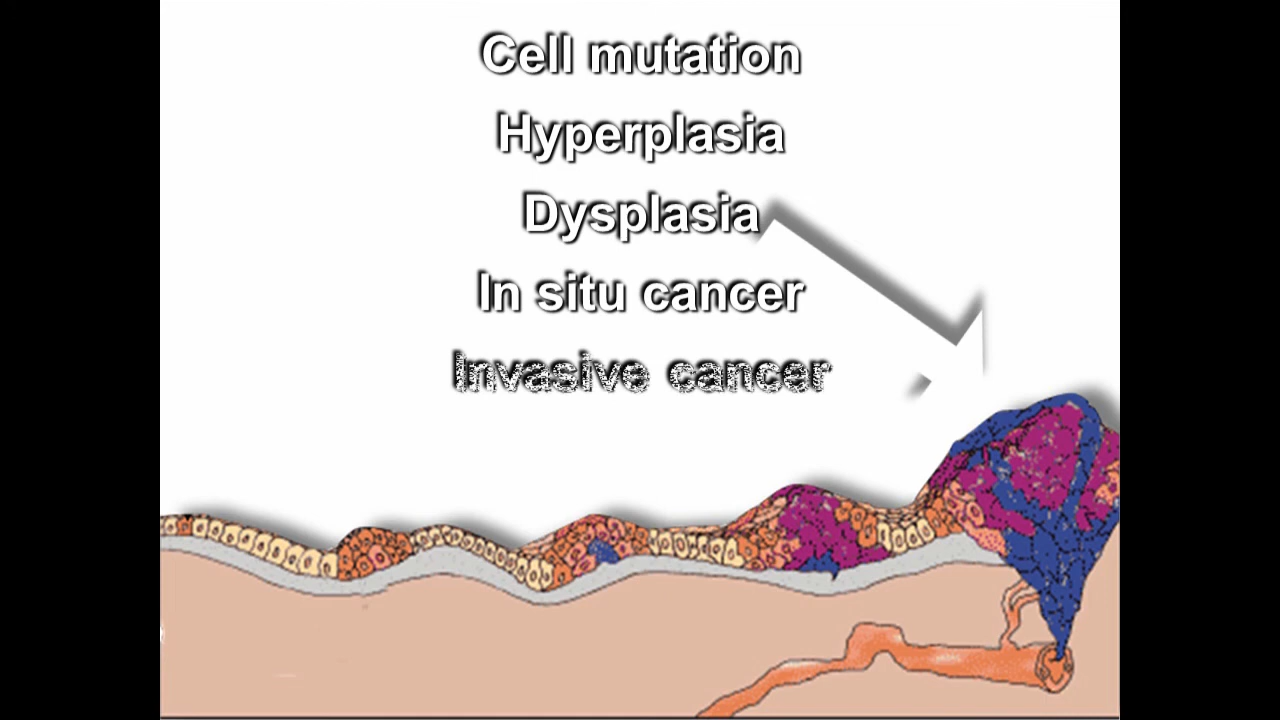 Cell mutation
Hyperplasia
Dysplasia
In situ cancer
Invasive cancer